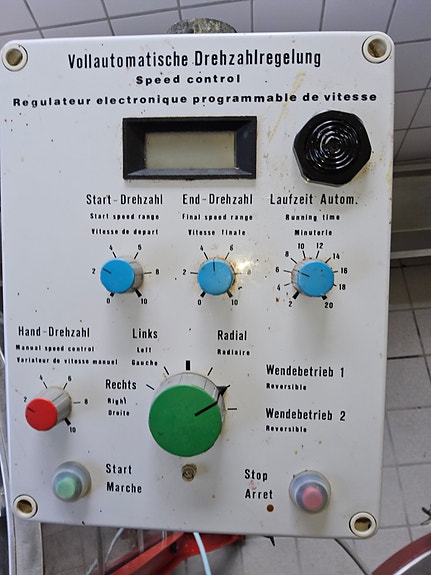 Vollautomatische Drehzahlregelung
Speed control
Regulateur electronique programmable de vitesse
Start-Drehzahl
Start speed range
Vitesse de depart
End-Drehzahl
Final speed range
Vitesse finale
Laufzeit Autom.
Running time
Minuterie
0 2 4 6 8 10
0 2 4 6 8 10
2 4 6 8 10 12 14 16 18 20
Hand-Drehzahl
Manual speed control
Variateur de vitesse manuel
2 6 8 10
Links
Left
Gauche
Radial
Radiaire
Rechts
Right
Droite
Wendebetrieb 1
Reversible
Wendebetrieb 2
Reversible
Start
Marche
Stop
Arret